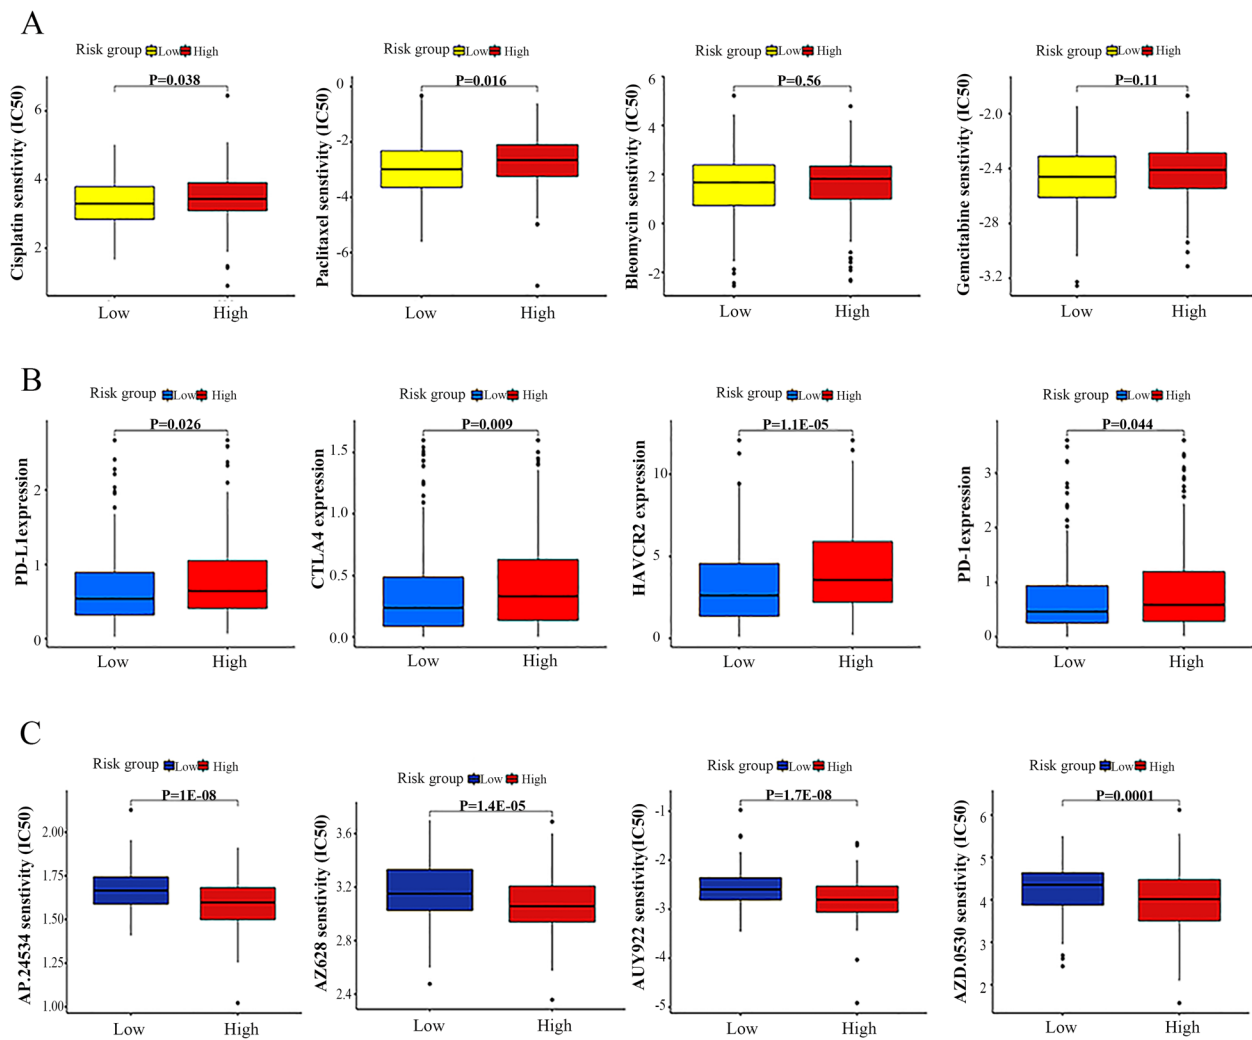 A
Risk group Low High
P=0.038
Cisplatin senstivity (IC50)
6
4
2
Low High
Risk group Low High
P=0.016
Paclitaxel senstivity (IC50)
0
-2
-4
-6
Low High
Risk group Low High
P=0.56
Bleomycin senstivity (IC50)
6
4
2
0
-2
Low High
Risk group Low High
P=0.11
Gemcitabine senstivity (IC50)
-2.0
-2.4
-28
-3.2
Low High
B
Risk group Low High
P=0.026
PD-L1expression
2
1
0
Low High
Risk group Low High
P=0.009
CTLA4 expression
1.5
1.0
0.5
0.0
Low High
Risk group Low High
P=1.1E-05
HAVCR2 expression
10
5
0
Low High
Risk group Low High
P=0.044
PD-1expression
3
2
1
0
Low High
C
Risk group Low High
P=1E-08
AP.24534 senstivity (IC50)
2.00
1.75
1.50
1.25
1.00
Low High
Risk group Low High
P=1.4E-05
AZ628 senstivity (IC50)
3.6
3.2
2.8
2.4
Low High
Risk group Low High
P=1.7E-08
AUY922 senstivity(IC50)
-1
-2
-3
-4
-5
Low High
Risk group Low High
P=0.0001
AZD.0530 senstivity (IC50)
6
5
4
3
2
Low High